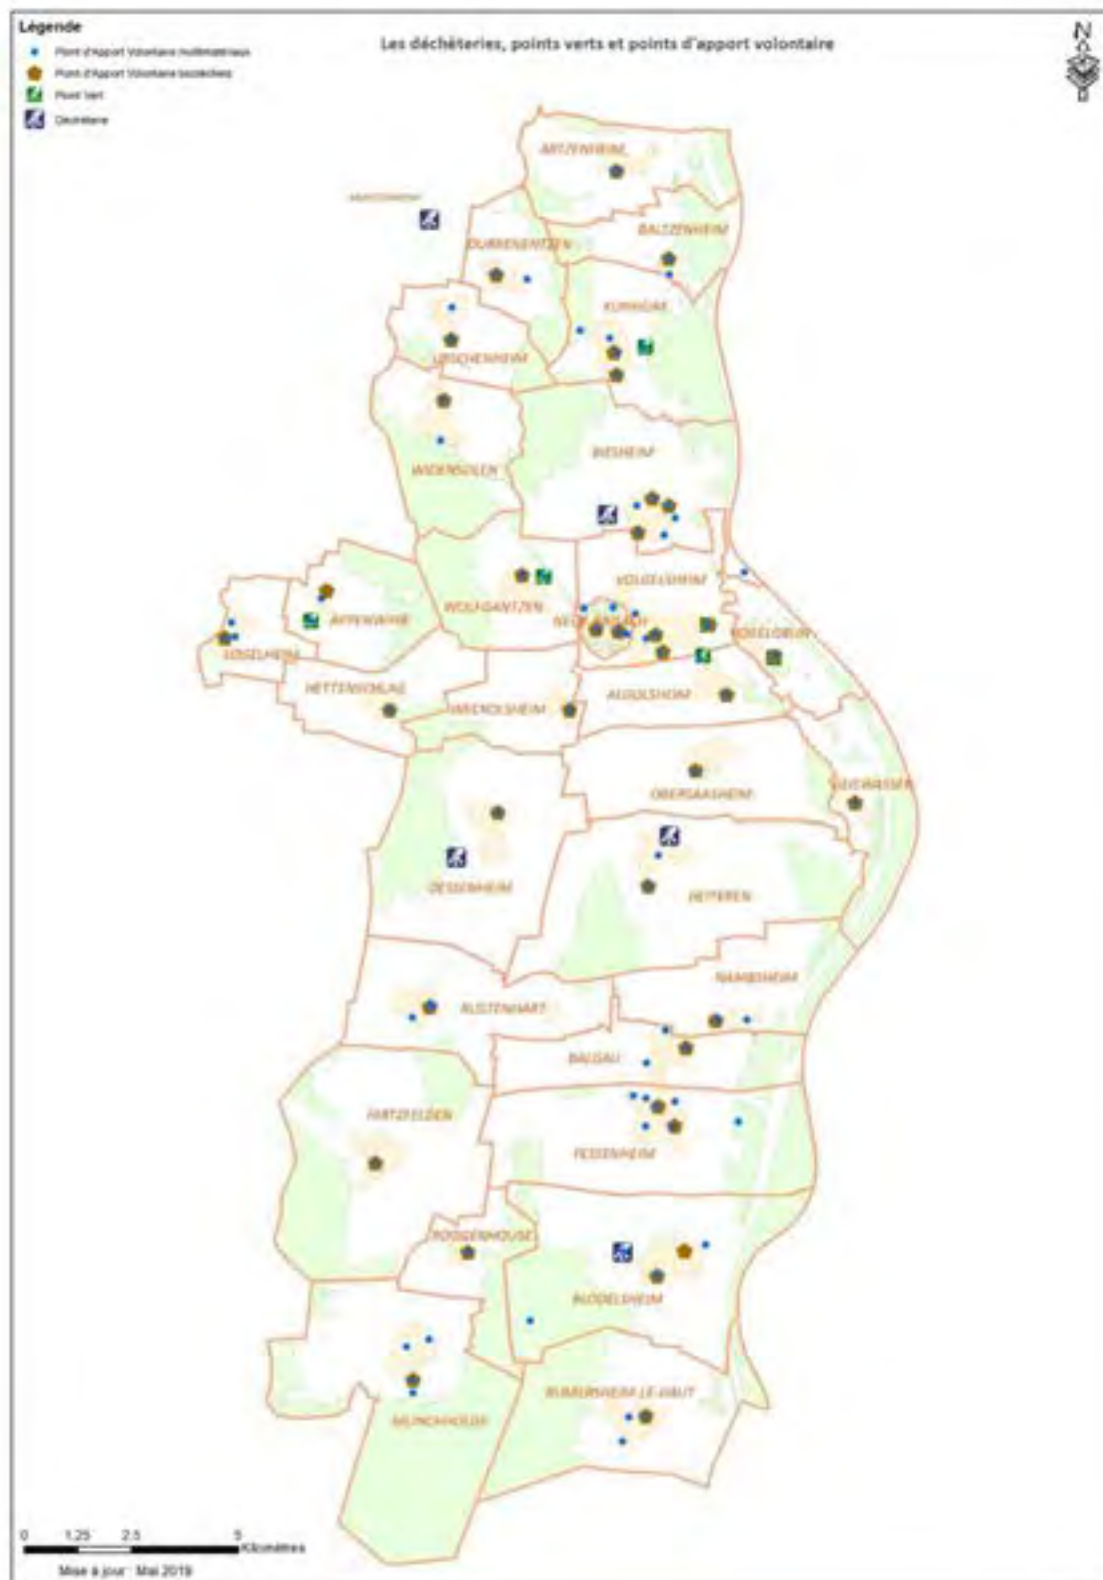 Légende
Les déchèteries, points verts et points d'apport volontaire
N
Point d'Apport Volontaire multimatériaux
Point d'Apport Volontaire biodéchets
Point Vert
Déchèterie
ARTZENHEIM
BALTZENHEIM
DURRENENTZEN
KUNHEIM
URSCHENHEIM
BIESHEIM
WIDENSOLEN
VOLGELSHEIM
WOLFGANTZEN
NEUF-BRISACH
APPENWIHR
VOGELGRUN
LOGELHEIM
HETTENSCHLAG
WECKOLSHEIM
ALGOLSHEIM
GEISWASSER
OBERSAASHEIM
DESSENHEIM
HEITEREN
NAMBSHEIM
RUSTENHART
BALGAU
HIRTZFELDEN
FESSENHEIM
ROGGENHOUSE
BLODELSHEIM
RUMERSHEIM-LE-HAUT
MUNCHHOUSE
0 1,25 2,5 5
Kilomètres
Mise à jour : Mai 2019